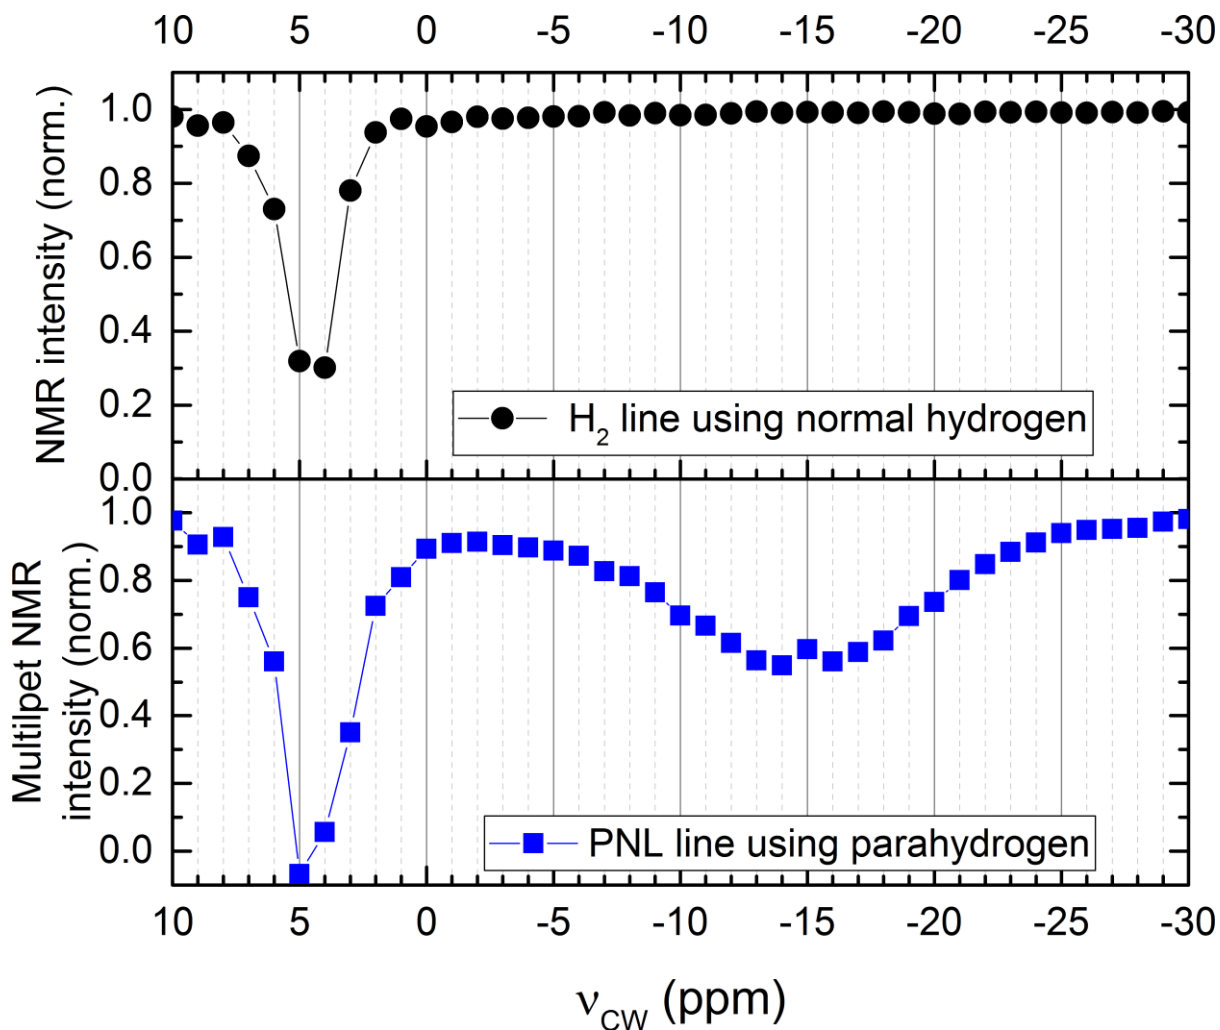 10 5 0 -5 -10 -15 -20 -25 -30
NMR intensity (norm.)
1.0
0.8
0.6
0.4
0.2
0.0
H₂ line using normal hydrogen
Multilpet NMR
intensity (norm.)
1.0
0.8
0.6
0.4
0.2
0.0
PNL line using parahydrogen
10 5 0 -5 -10 -15 -20 -25 -30
ν_CW (ppm)